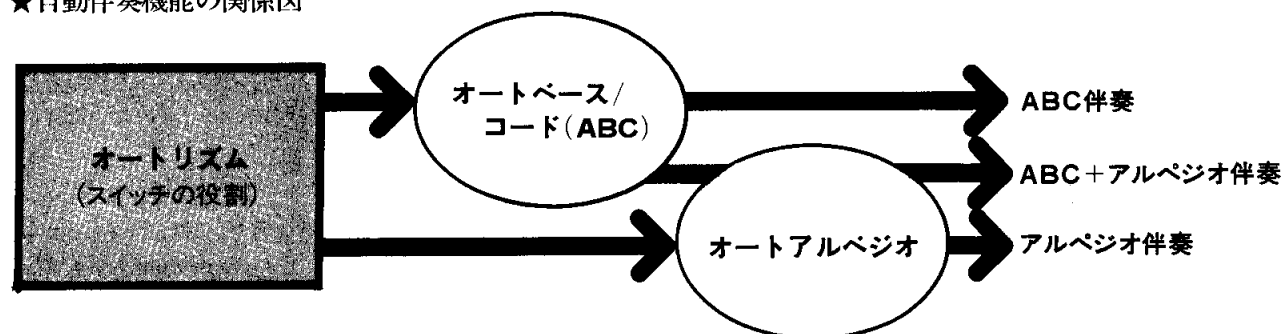 ★自動伴奏機能の関係図
オートリズム
(スイッチの役割)
オートベース/
コード(ABC)
オートアルペジオ
ABC伴奏
ABC+アルペジオ伴奏
アルペジオ伴奏